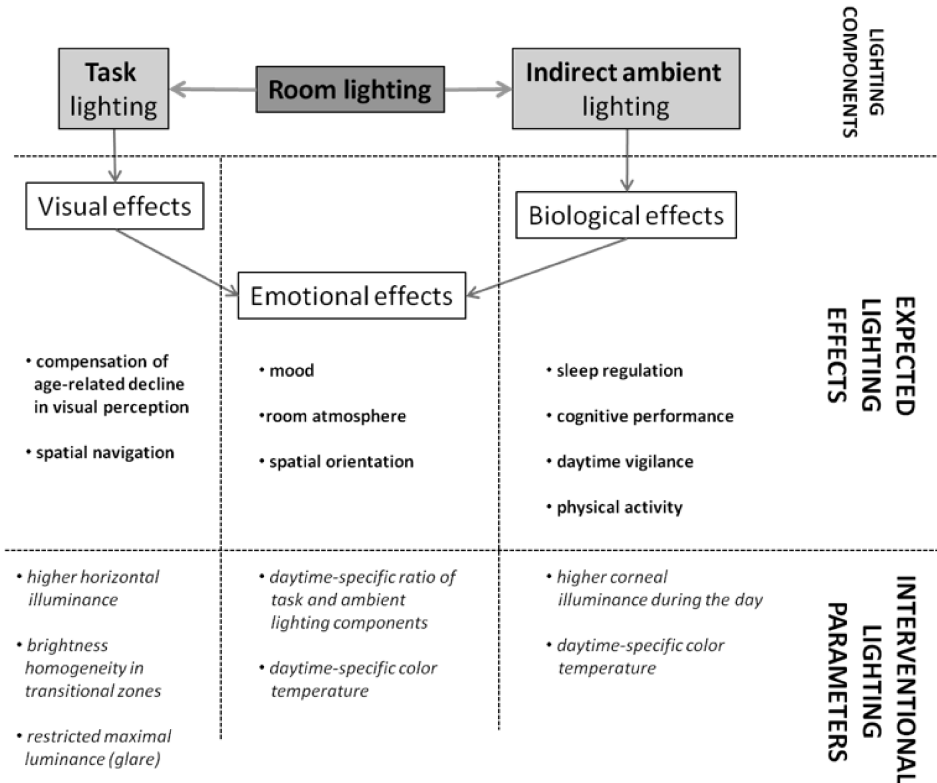 LIGHTING
COMPONENTS
Task
lighting
Room lighting
Indirect ambient
lighting
Visual effects
Biological effects
Emotional effects
EXPECTED
LIGHTING
EFFECTS
• compensation of
age-related decline
in visual perception
• spatial navigation
• mood
•room atmosphere
• spatial orientation
• sleep regulation
• cognitive performance
• daytime vigilance
• physical activity
INTERVENTIONAL
LIGHTING
PARAMETERS
• higher horizontal
illuminance
• brightness
homogeneity in
transitional zones
• restricted maximal
luminance (glare)
• daytime-specific ratio of
task and ambient
lighting components
• daytime-specific color
temperature
• higher corneal
illuminance during the day
• daytime-specific color
temperature